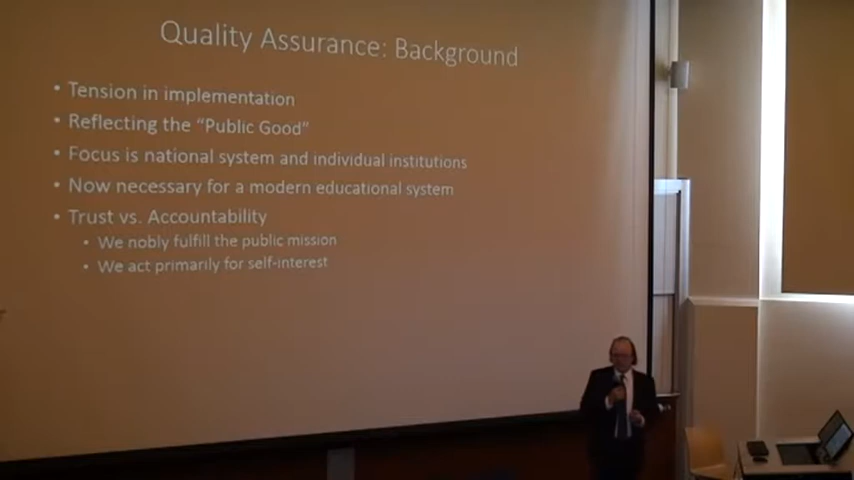 Quality Assurance: Background
• Tension in implementation
• Reflecting the "Public Good"
• Focus is national system and individual institutions
• Now necessary for a modern educational system
• Trust vs. Accountability
• We nobly fulfill the public mission
• We act primarily for self-interest